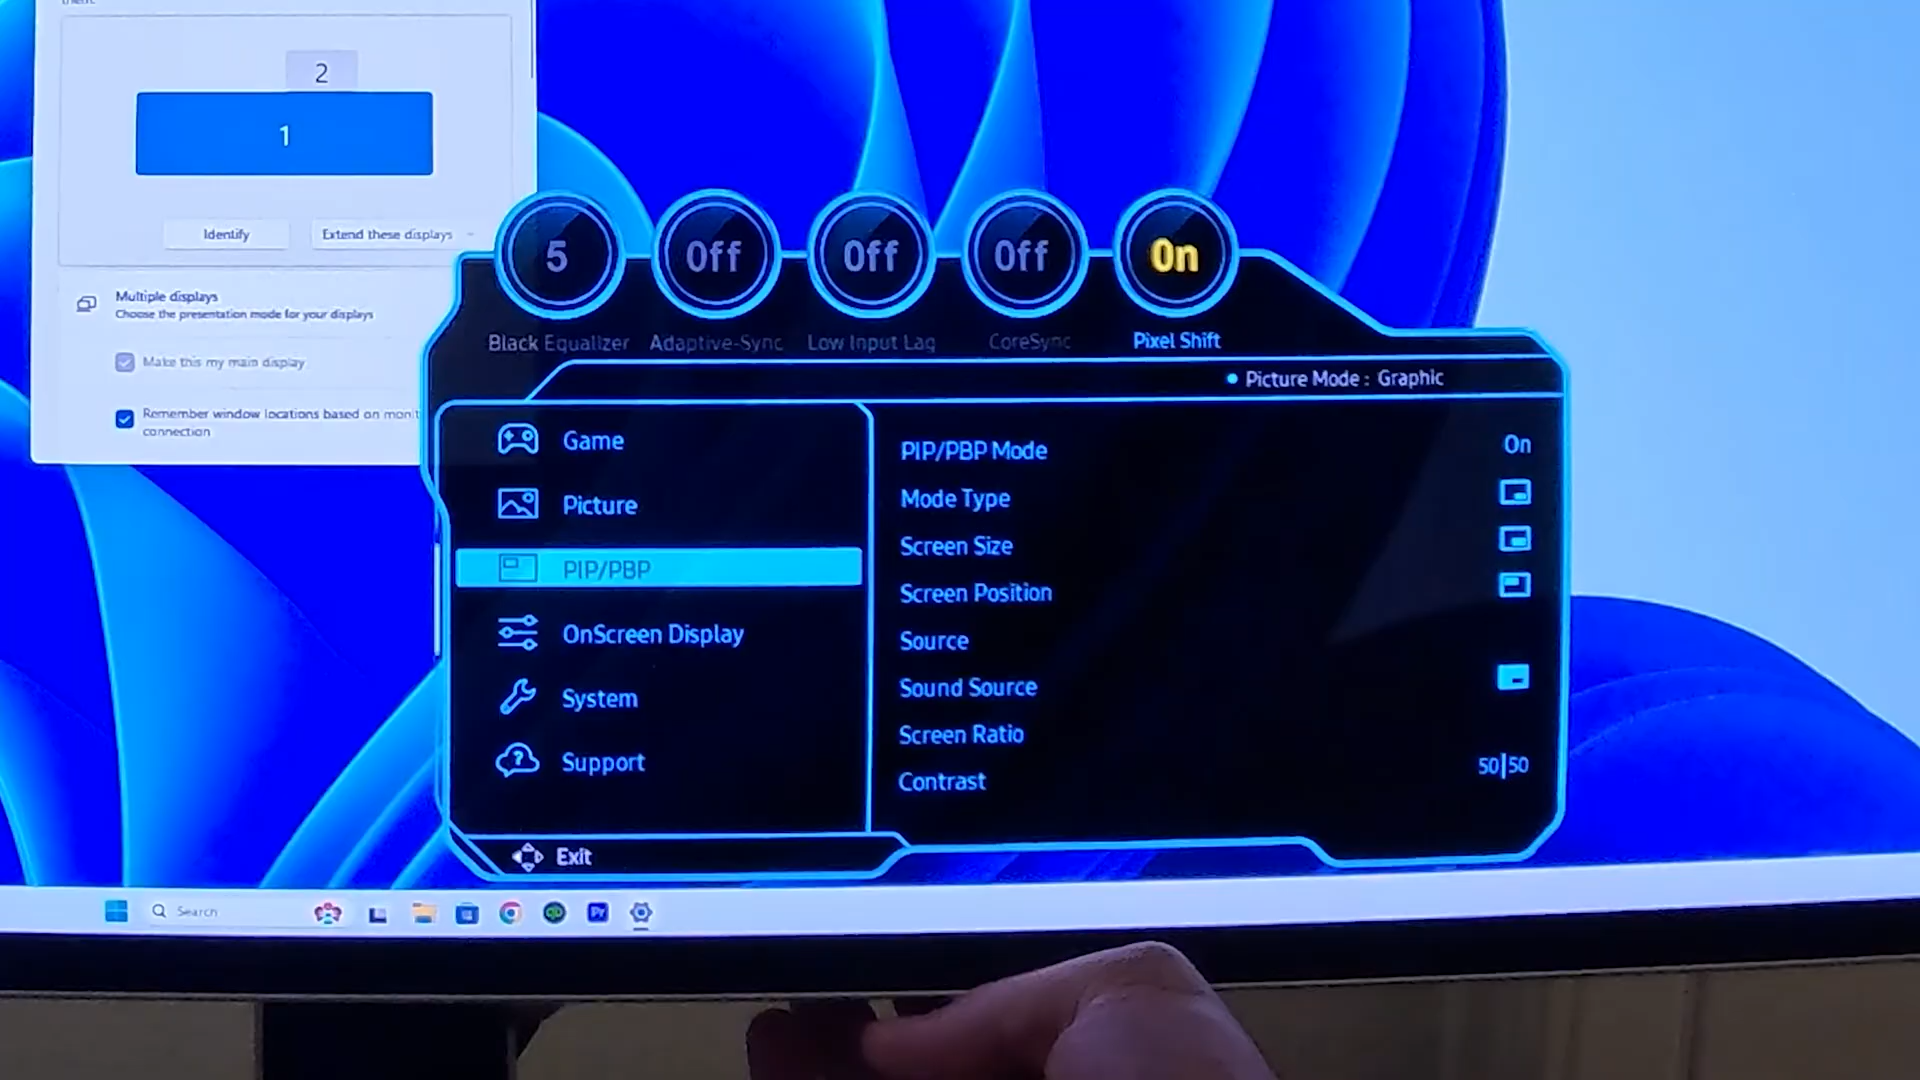 2
1
Identify
Extend these displays
Multiple displays
Choose the presentation mode for your displays
Make this my main display
Remember window locations based on monit
connection
5
Off
Off
Off
On
Black Equalizer
Adaptive-Sync
Low Input Lag
CoreSync
Pixel Shift
Picture Mode : Graphic
Game
Picture
PIP/PBP
OnScreen Display
System
Support
PIP/PBP Mode
On
Mode Type
Screen Size
Screen Position
Source
Sound Source
Screen Ratio
Contrast
50|50
Exit
Search
Pr